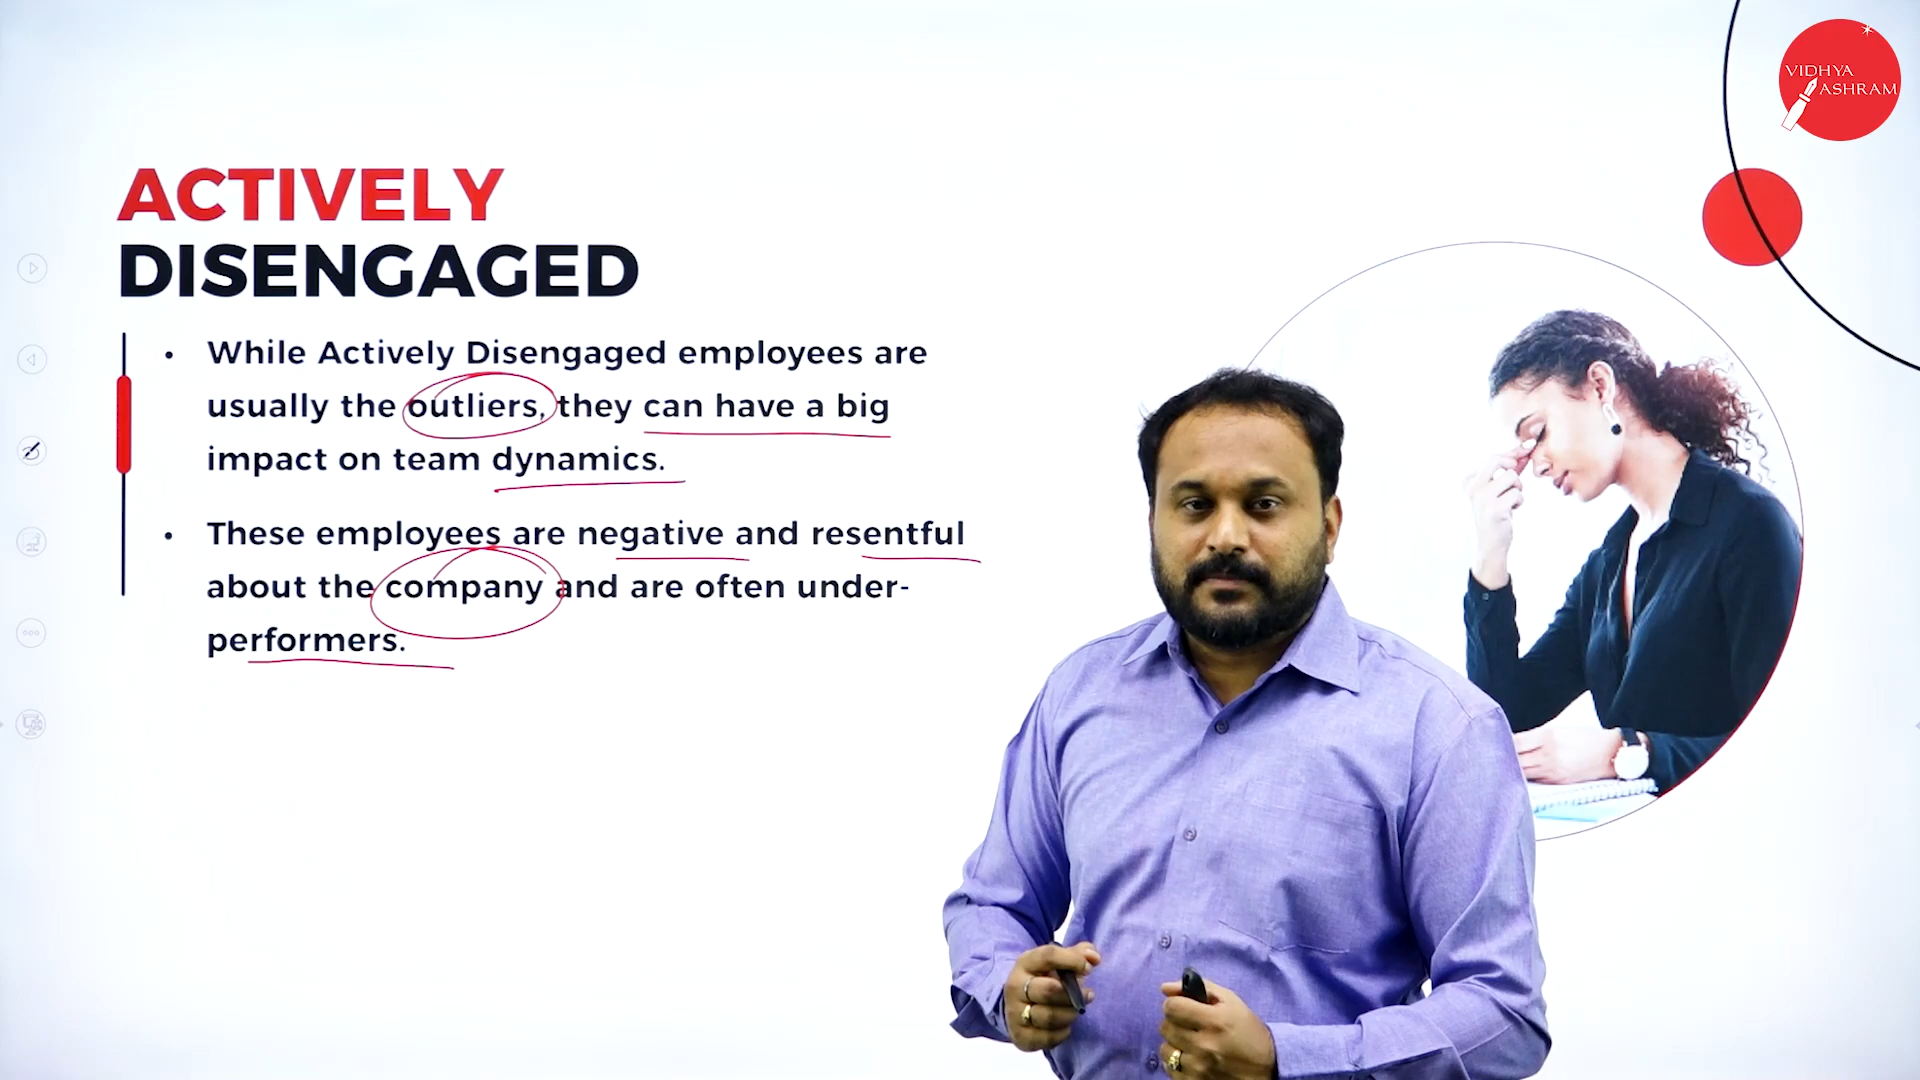 VIDHYA
ASHRAM
ACTIVELY
DISENGAGED
• While Actively Disengaged employees are
usually the outliers, they can have a big
impact on team dynamics.
• These employees are negative and resentful
about the company and are often under-
performers.